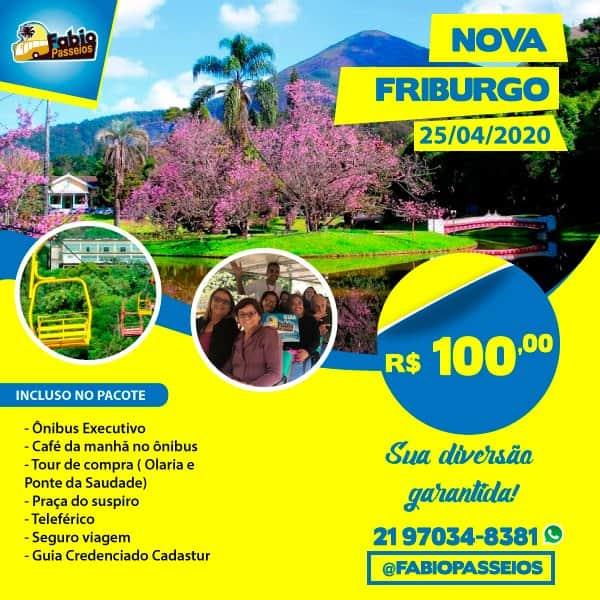 Fabio
Passeios
NOVA
FRIBURGO
25/04/2020
R$ 100,00
INCLUSO NO PACOTE
- Ônibus Executivo
- Café da manhã no ônibus
- Tour de compra ( Olaria e
Ponte da Saudade)
- Praça do suspiro
- Teleférico
- Seguro viagem
- Guia Credenciado Cadastur
Sua diversão
garantida!
21 97034-8381
@FABIOPASSEIOS